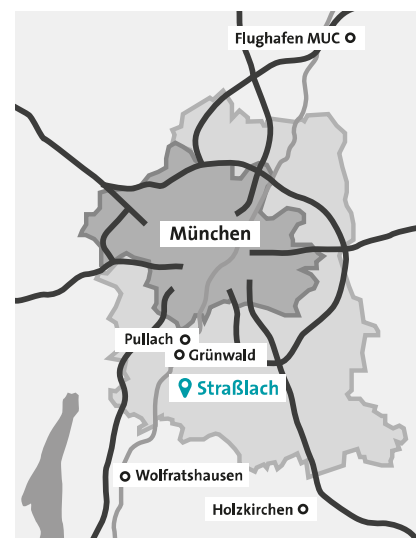 Flughafen MUC
München
Pullach
Grünwald
Straßlach
Wolfratshausen
Holzkirchen